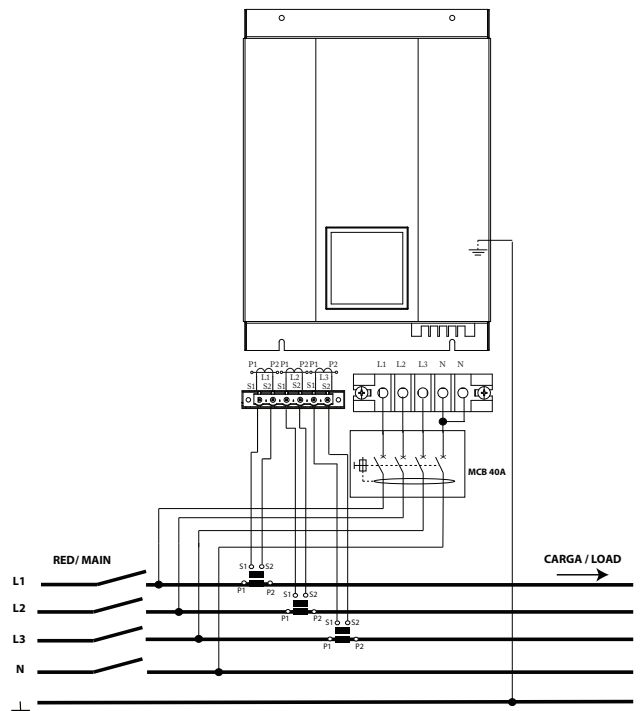 P1 P2 P1 P2 P1 P2
L1 L2 L3
S1 S2 S1 S2 S1 S2
L1 L2 L3 N N
MCB 40A
RED/ MAIN
CARGA / LOAD
S1 S2
L1
P1 P2
S1 S2
L2
P1 P2
S1 S2
L3
P1 P2
N